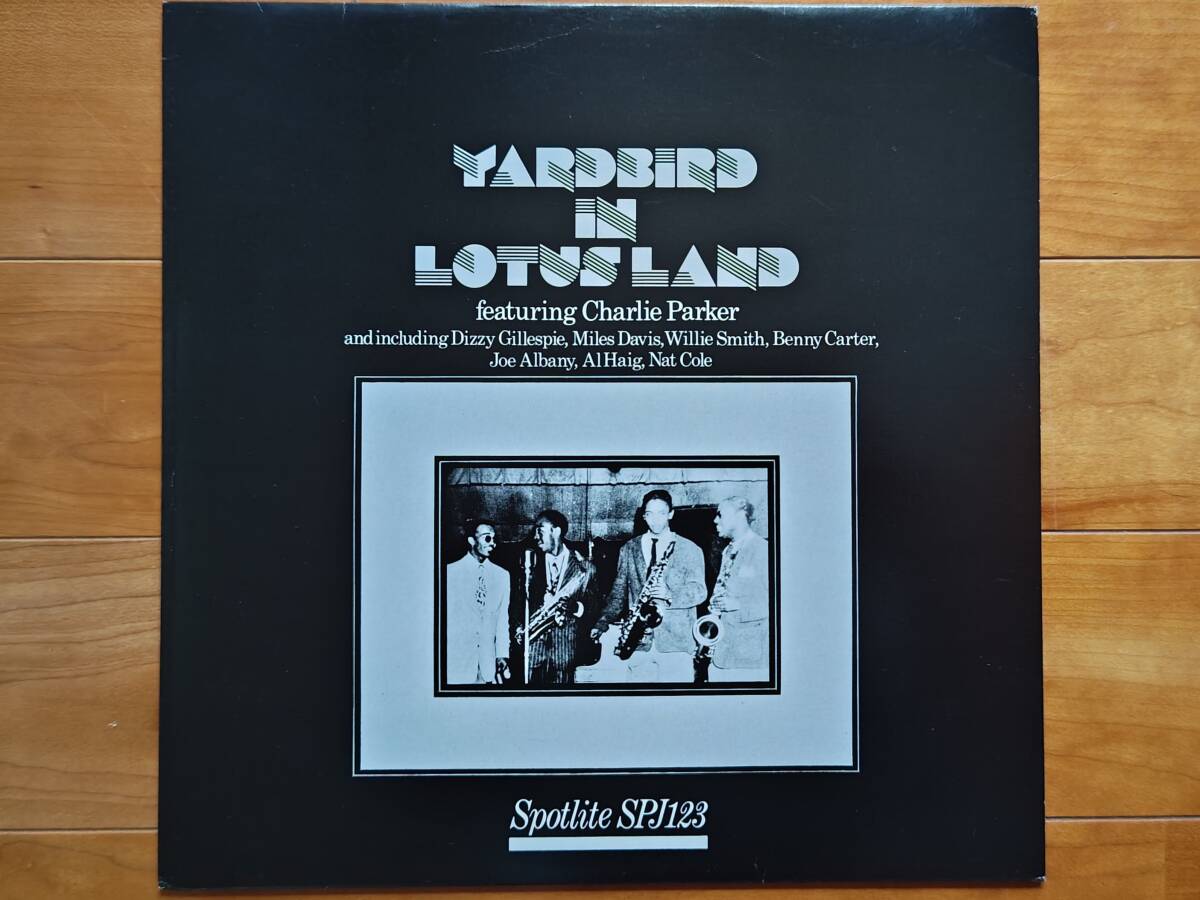 YARDBIRD
IN
LOTUS LAND
featuring Charlie Parker
and including Dizzy Gillespie, Miles Davis, Willie Smith, Benny Carter,
Joe Albany, Al Haig, Nat Cole
Spotlite SPJ123